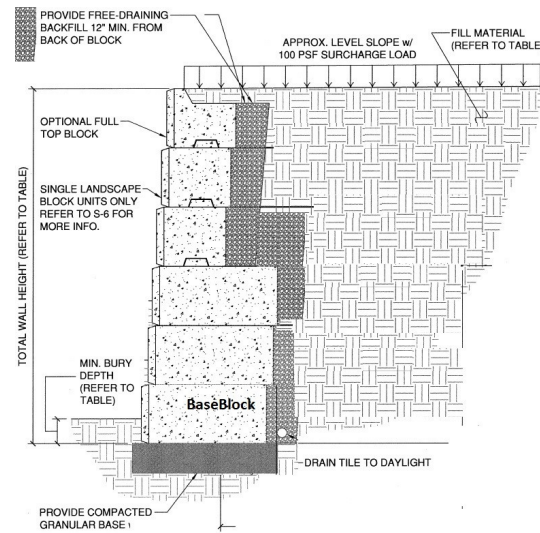 PROVIDE FREE-DRAINING
BACKFILL 12" MIN. FROM
BACK OF BLOCK
APPROX. LEVEL SLOPE w/
100 PSF SURCHARGE LOAD
FILL MATERIAL
(REFER TO TABLE
OPTIONAL FULL
TOP BLOCK
SINGLE LANDSCAPE
BLOCK UNITS ONLY
REFER TO S-6 FOR
MORE INFO.
TOTAL WALL HEIGHT (REFER TO TABLE)
MIN. BURY
DEPTH
(REFER TO
TABLE)
BaseBlock
DRAIN TILE TO DAYLIGHT
PROVIDE COMPACTED
GRANULAR BASE